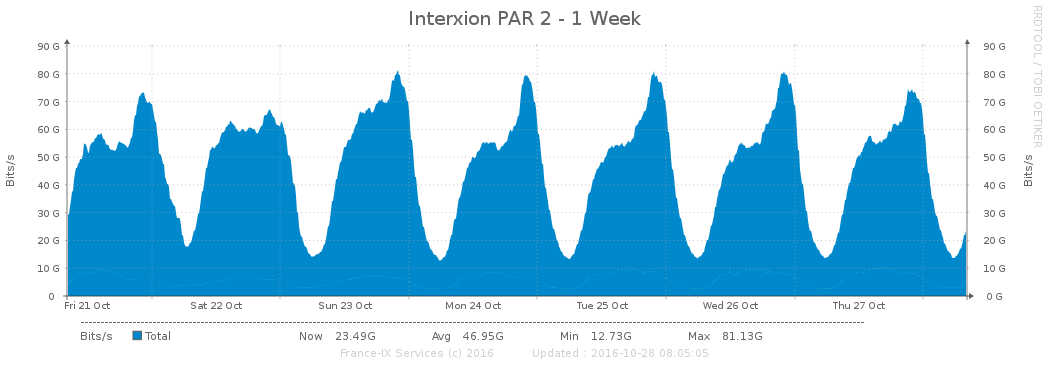 Interxion PAR 2 - 1 Week
RRDTOOL / TOBI OETIKER
Bits/s
90 G
80 G
70 G
60 G
50 G
40 G
30 G
20 G
10 G
0
90 G
80 G
70 G
60 G
50 G
40 G
30 G
20 G
10 G
0 G
Bits/s
Fri 21 Oct Sat 22 Oct Sun 23 Oct Mon 24 Oct Tue 25 Oct Wed 26 Oct Thu 27 Oct
Bits/s Total Now 23.49G Avg 46.95G Min 12.73G Max 81.13G
France-IX Services (c) 2016 Updated : 2016-10-28 08:05:05